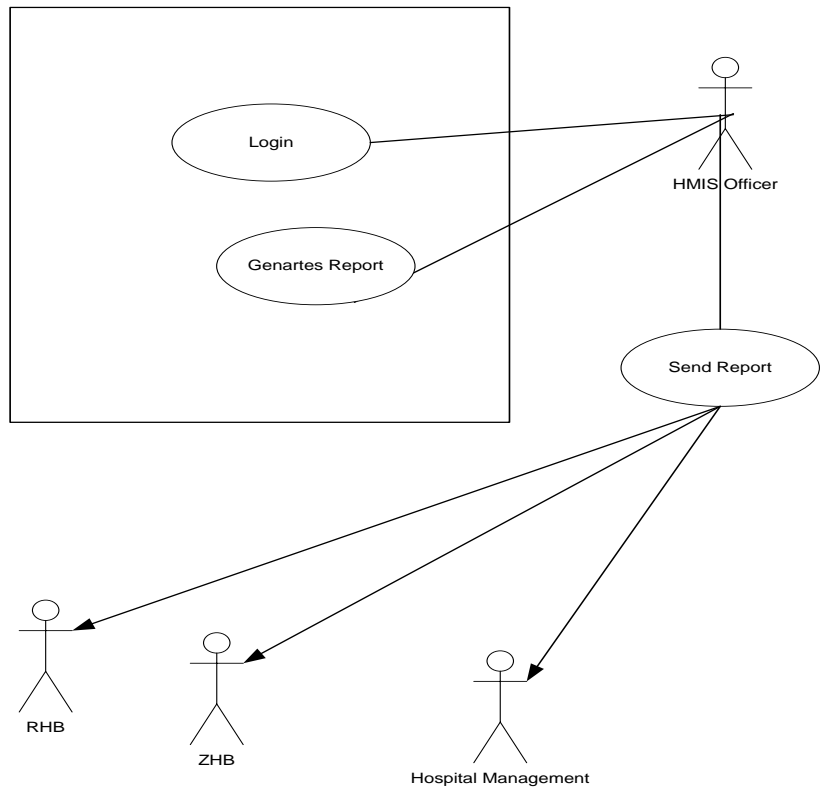 Login
HMIS Officer
Genartes Report
Send Report
RHB
ZHB
Hospital Management